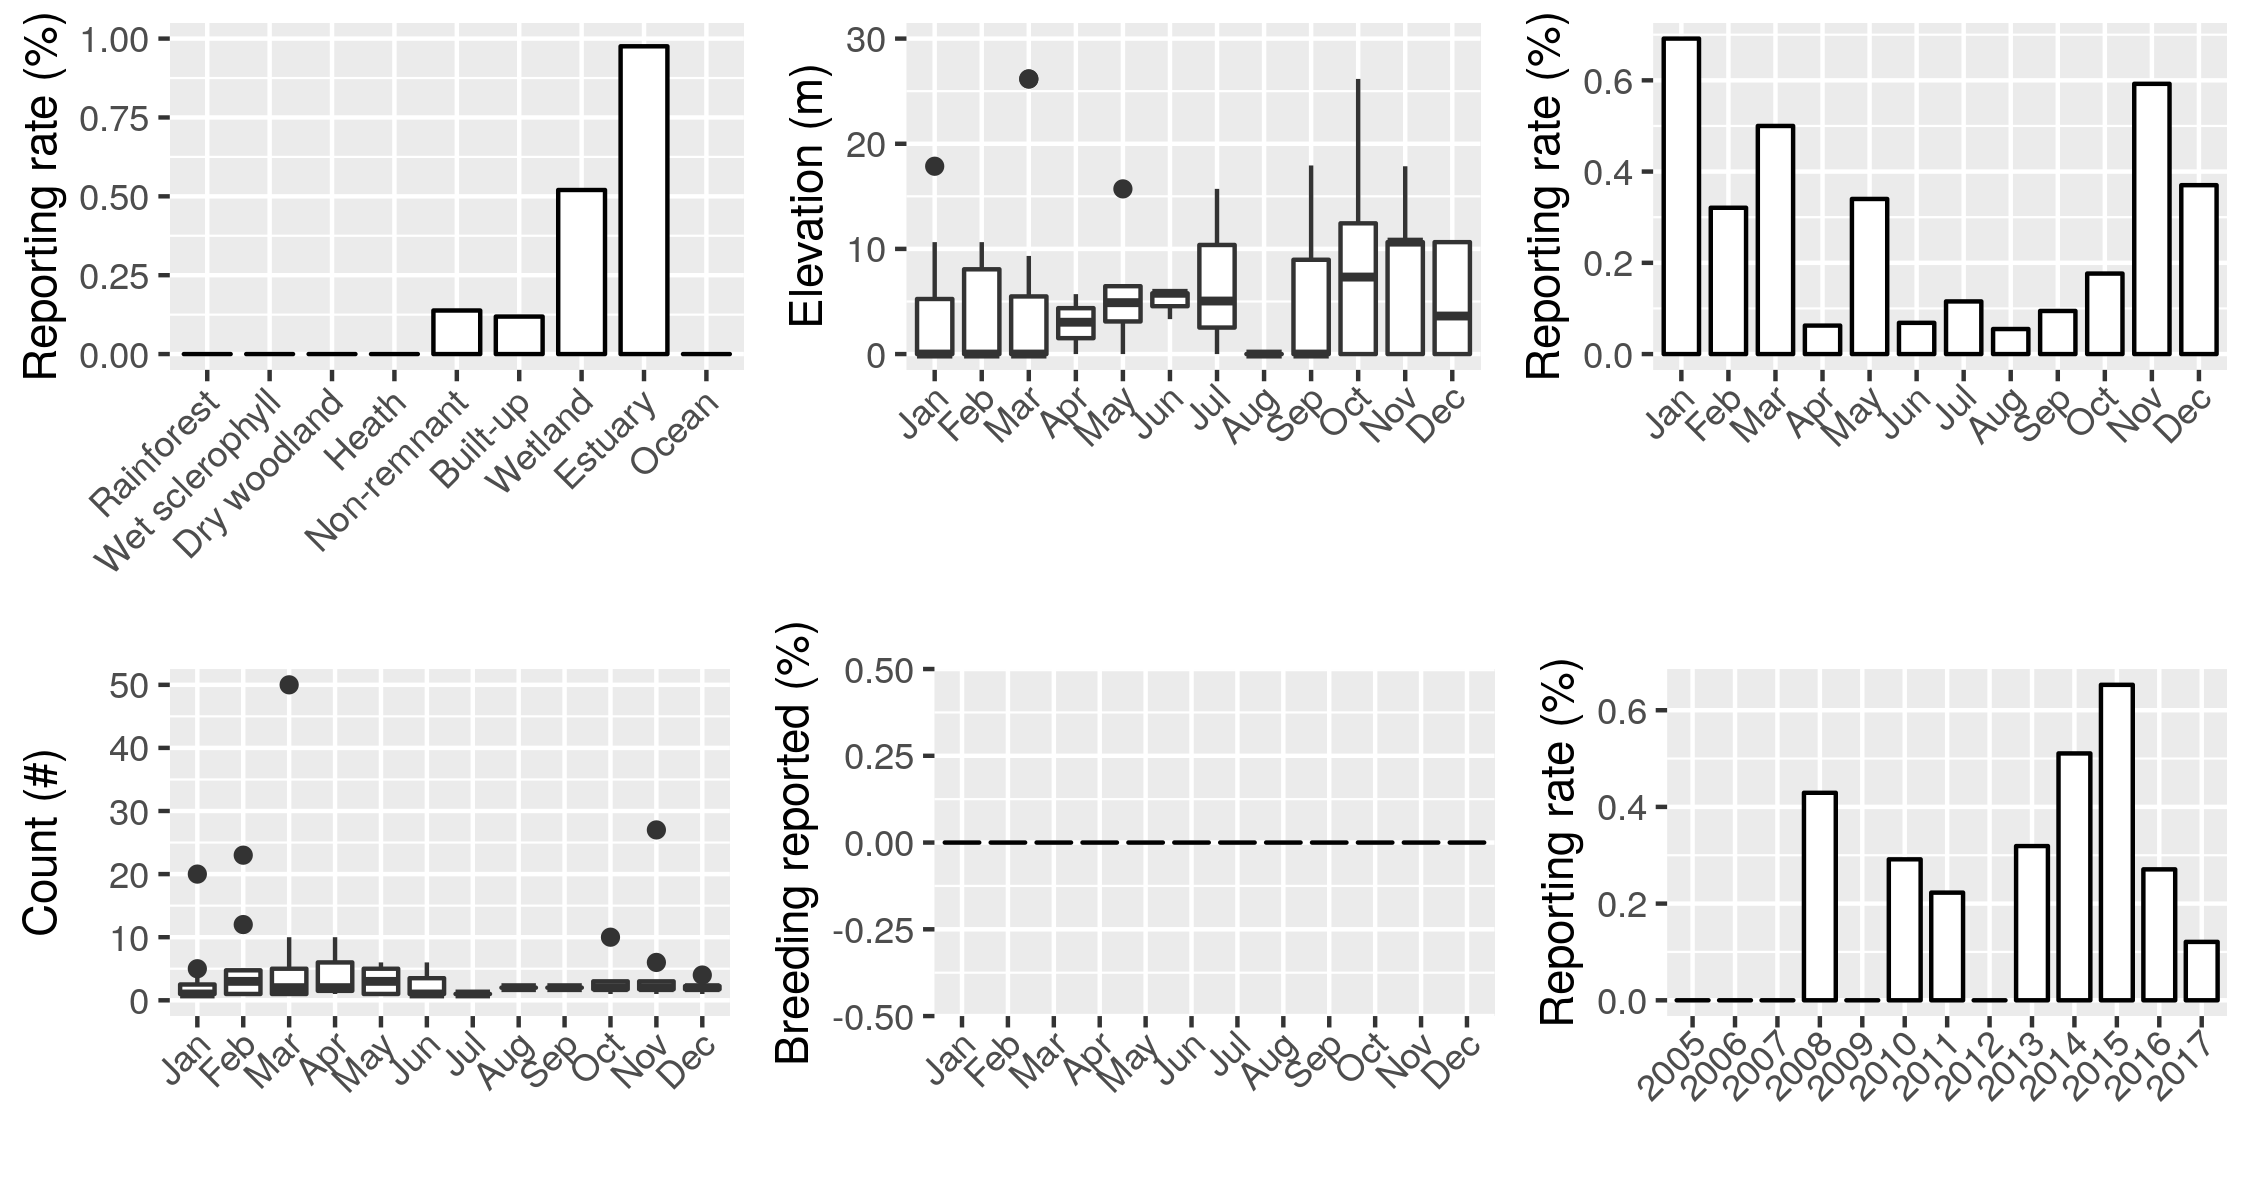 Reporting rate (%)
1.00
0.75
0.50
0.25
0.00
Rainforest
Wet sclerophyll
Dry woodland
Heath
Non-remnant
Built-up
Wetland
Estuary
Ocean
Elevation (m)
30
20
10
0
Jan
Feb
Mar
Apr
May
Jun
Jul
Aug
Sep
Oct
Nov
Dec
Reporting rate (%)
0.6
0.4
0.2
0.0
Jan
Feb
Mar
Apr
May
Jun
Jul
Aug
Sep
Oct
Nov
Dec
Count (#)
50
40
30
20
10
0
Jan
Feb
Mar
Apr
May
Jun
Jul
Aug
Sep
Oct
Nov
Dec
Breeding reported (%)
0.50
0.25
0.00
-0.25
-0.50
Jan
Feb
Mar
Apr
May
Jun
Jul
Aug
Sep
Oct
Nov
Dec
Reporting rate (%)
0.6
0.4
0.2
0.0
2005
2006
2007
2008
2009
2010
2011
2012
2013
2014
2015
2016
2017